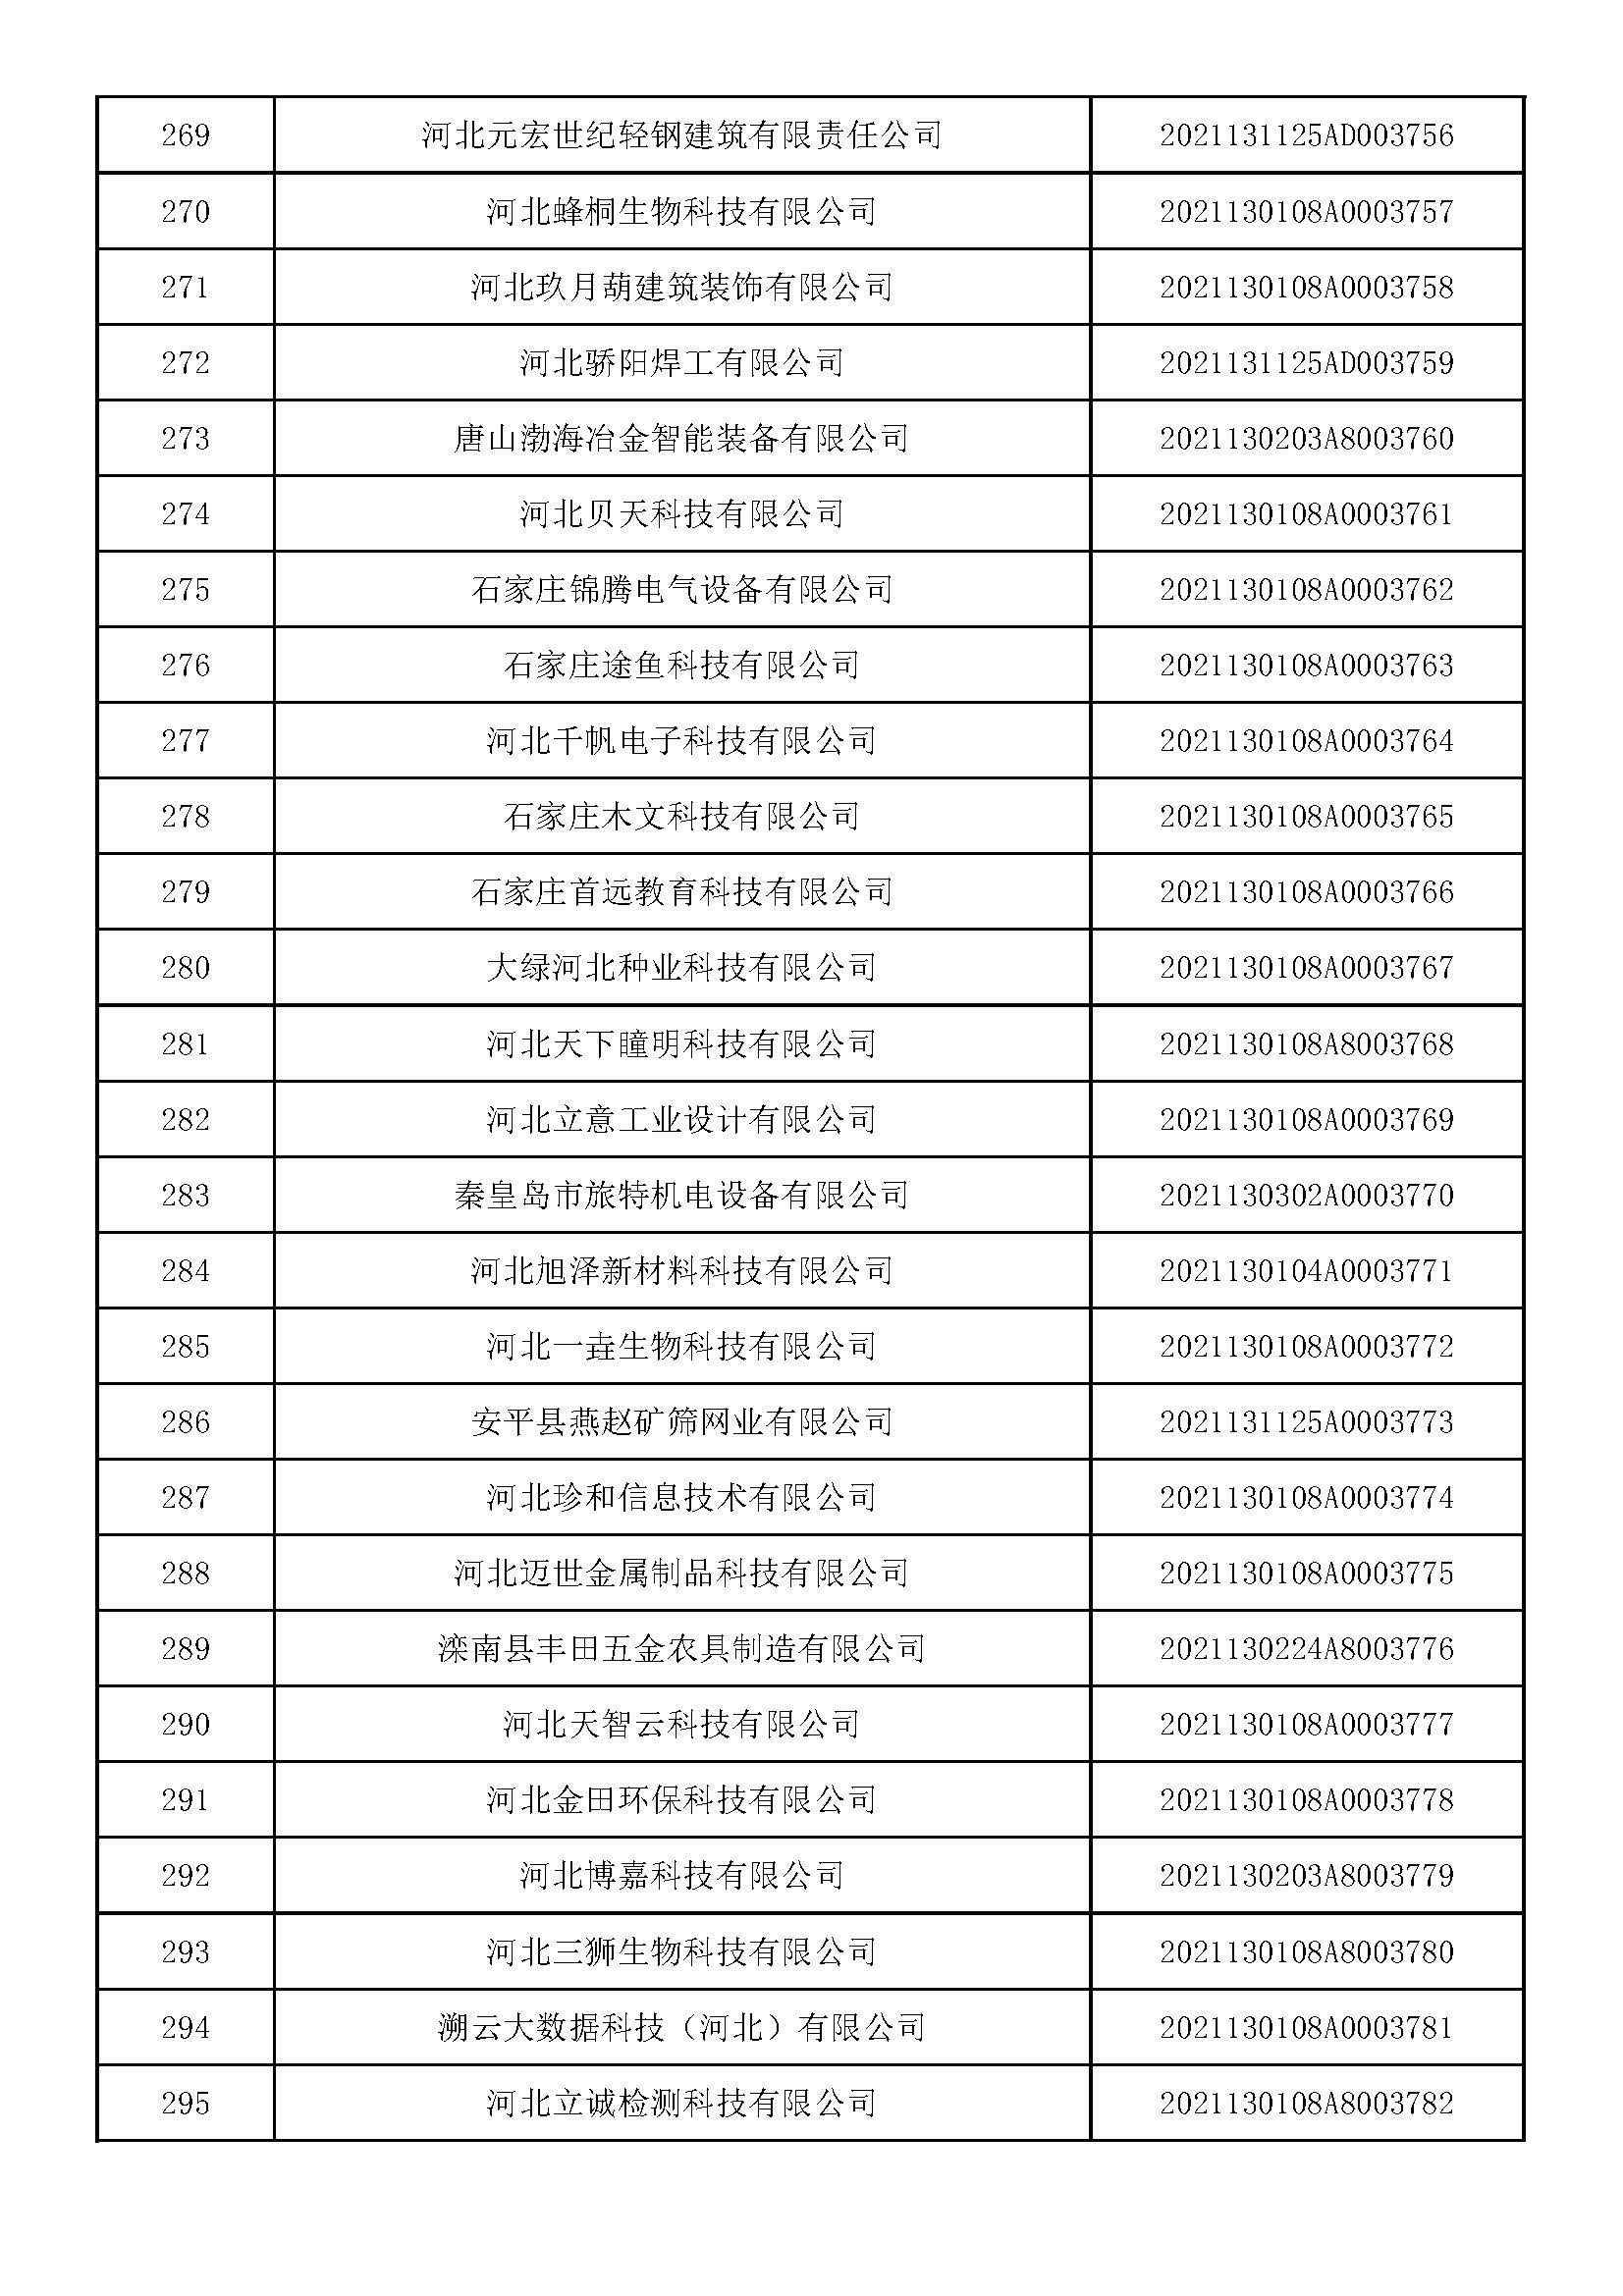 269 河北元宏世纪轻钢建筑有限责任公司 2021131125AD003756
270 河北蜂桐生物科技有限公司 2021130108A0003757
271 河北玖月葫建筑装饰有限公司 2021130108A0003758
272 河北骄阳焊工有限公司 2021131125AD003759
273 唐山渤海冶金智能装备有限公司 2021130203A8003760
274 河北贝天科技有限公司 2021130108A0003761
275 石家庄锦腾电气设备有限公司 2021130108A0003762
276 石家庄途鱼科技有限公司 2021130108A0003763
277 河北千帆电子科技有限公司 2021130108A0003764
278 石家庄木文科技有限公司 2021130108A0003765
279 石家庄首远教育科技有限公司 2021130108A0003766
280 大绿河北种业科技有限公司 2021130108A0003767
281 河北天下瞳明科技有限公司 2021130108A8003768
282 河北立意工业设计有限公司 2021130108A0003769
283 秦皇岛市旅特机电设备有限公司 2021130302A0003770
284 河北旭泽新材料科技有限公司 2021130104A0003771
285 河北一垚生物科技有限公司 2021130108A0003772
286 安平县燕赵矿筛网业有限公司 2021131125A0003773
287 河北珍和信息技术有限公司 2021130108A0003774
288 河北迈世金属制品科技有限公司 2021130108A0003775
289 滦南县丰田五金农具制造有限公司 2021130224A8003776
290 河北天智云科技有限公司 2021130108A0003777
291 河北金田环保科技有限公司 2021130108A0003778
292 河北博嘉科技有限公司 2021130203A8003779
293 河北三狮生物科技有限公司 2021130108A8003780
294 溯云大数据科技（河北）有限公司 2021130108A0003781
295 河北立诚检测科技有限公司 2021130108A8003782